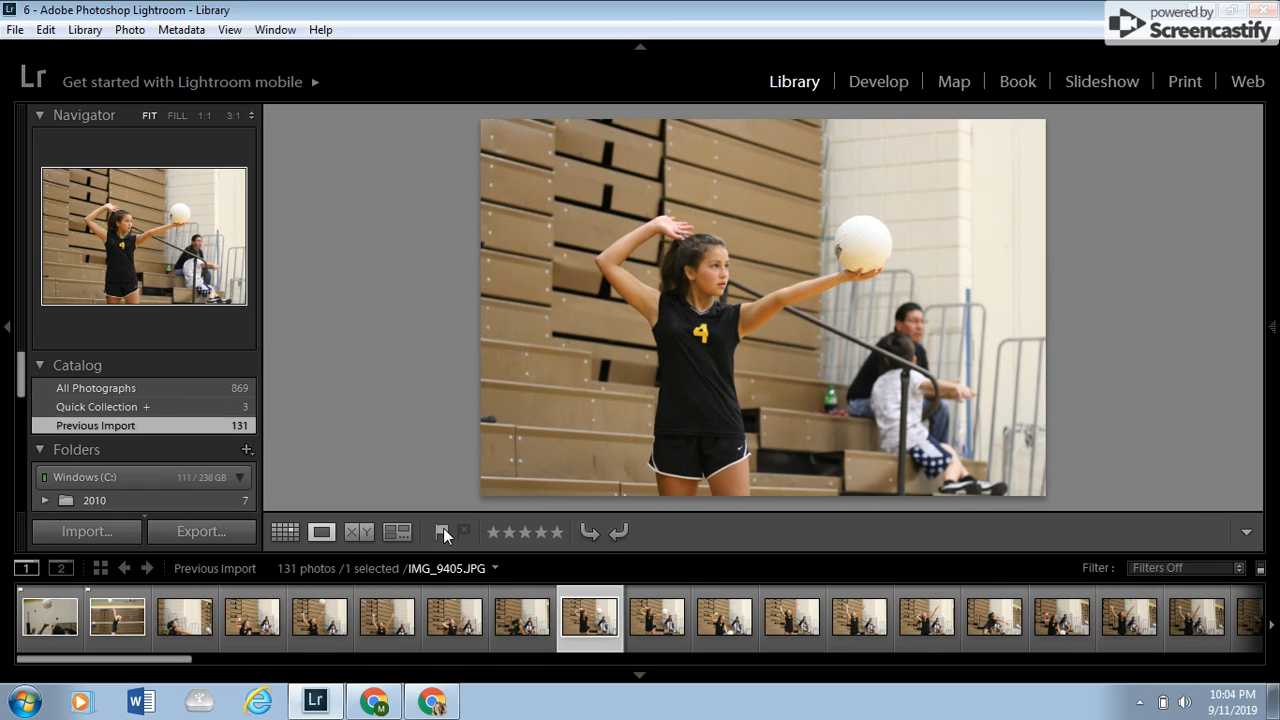 6 - Adobe Photoshop Lightroom - Library
powered by
Screencastify
File Edit Library Photo Metadata View Window Help
Lr Get started with Lightroom mobile
Library Develop Map Book Slideshow Print Web
Navigator FIT FILL 1:1 3:1
4
4
Catalog
All Photographs 869
Quick Collection + 3
Previous Import 131
Folders +
Windows (C:) 111 / 238 GB
2010 7
Import... Export...
X Y
1 2 Previous Import 131 photos /1 selected /IMG_9405.JPG Filter : Filters Off
W Lr M
10:04 PM
9/11/2019